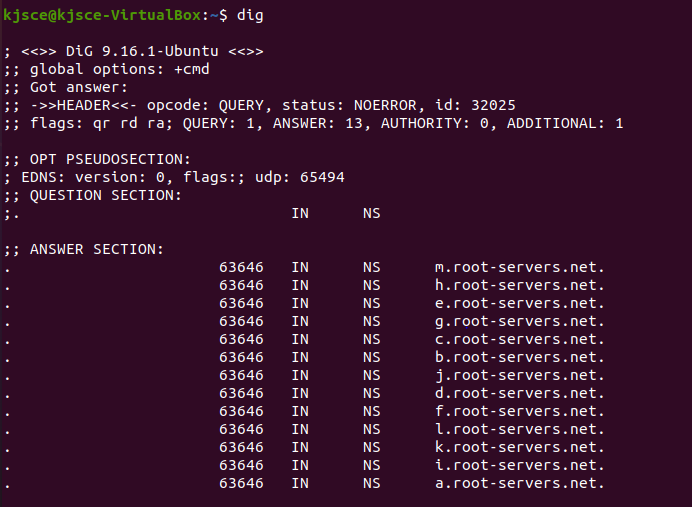 kjsce@kjsce-VirtualBox:~$ dig

; <<>> DiG 9.16.1-Ubuntu <<>>
;; global options: +cmd
;; Got answer:
;; ->>HEADER<<- opcode: QUERY, status: NOERROR, id: 32025
;; flags: qr rd ra; QUERY: 1, ANSWER: 13, AUTHORITY: 0, ADDITIONAL: 1

;; OPT PSEUDOSECTION:
; EDNS: version: 0, flags:; udp: 65494
;; QUESTION SECTION:
;.                              IN      NS

;; ANSWER SECTION:
.                       63646   IN      NS      m.root-servers.net.
.                       63646   IN      NS      h.root-servers.net.
.                       63646   IN      NS      e.root-servers.net.
.                       63646   IN      NS      g.root-servers.net.
.                       63646   IN      NS      c.root-servers.net.
.                       63646   IN      NS      b.root-servers.net.
.                       63646   IN      NS      j.root-servers.net.
.                       63646   IN      NS      d.root-servers.net.
.                       63646   IN      NS      f.root-servers.net.
.                       63646   IN      NS      l.root-servers.net.
.                       63646   IN      NS      k.root-servers.net.
.                       63646   IN      NS      i.root-servers.net.
.                       63646   IN      NS      a.root-servers.net.